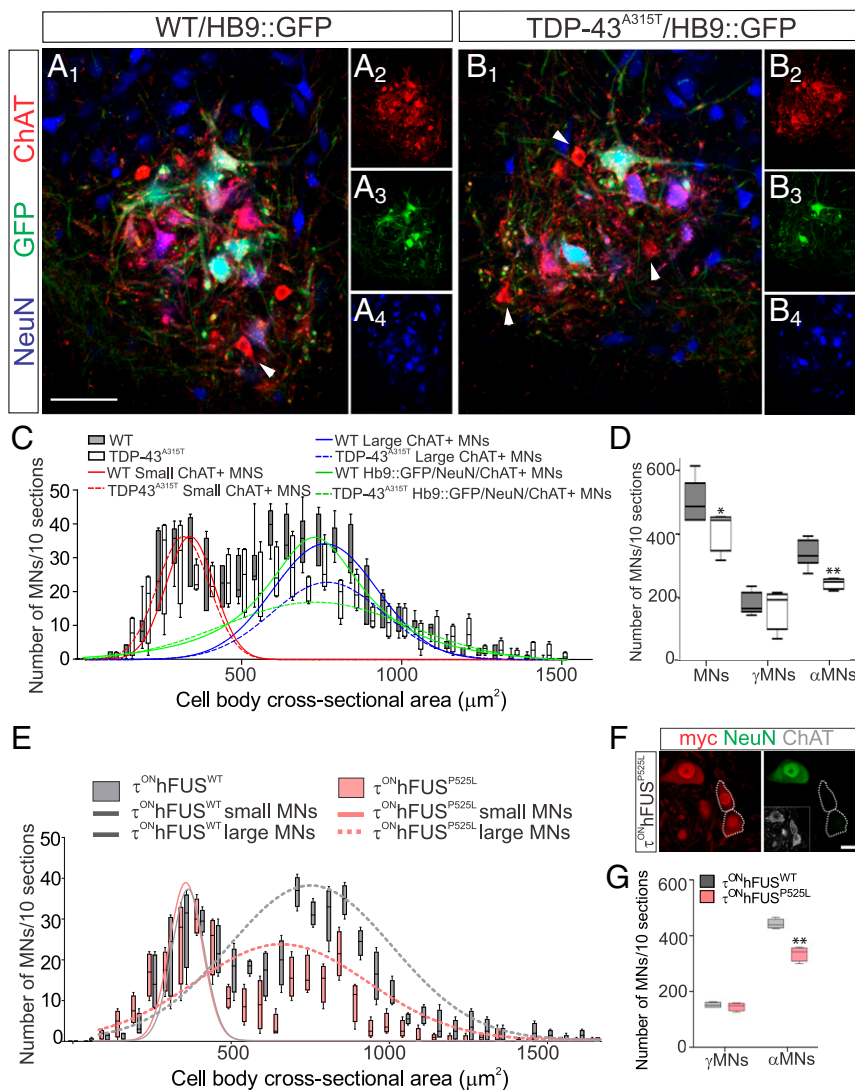 WT/HB9::GFP
TDP-43A315T/HB9::GFP
NeuN GFP ChAT
A1
A2
A3
A4
B1
B2
B3
B4
C
WT
TDP-43A315T
WT Small ChAT+ MNS
TDP43A315T Small ChAT+ MNS
WT Large ChAT+ MNs
TDP-43A315T Large ChAT+ MNs
WT Hb9::GFP/NeuN/ChAT+ MNs
TDP-43A315T Hb9::GFP/NeuN/ChAT+ MNs
Number of MNs/10 sections
50
40
30
20
10
0
500
1000
1500
Cell body cross-sectional area (μm2)
D
Number of MNs/10 sections
600
400
200
0
*
**
MNs
γMNs
αMNs
E
τONhFUSWT
τONhFUSWT small MNs
τONhFUSWT large MNs
τONhFUSP525L
τONhFUSP525L small MNs
τONhFUSP525L large MNs
Number of MNs/10 sections
50
40
30
20
10
0
500
1000
1500
Cell body cross-sectional area (μm2)
F
myc NeuN ChAT
τONhFUSP525L
G
τONhFUSWT
τONhFUSP525L
Number of MNs/10 sections
600
400
200
0
**
γMNs
αMNs